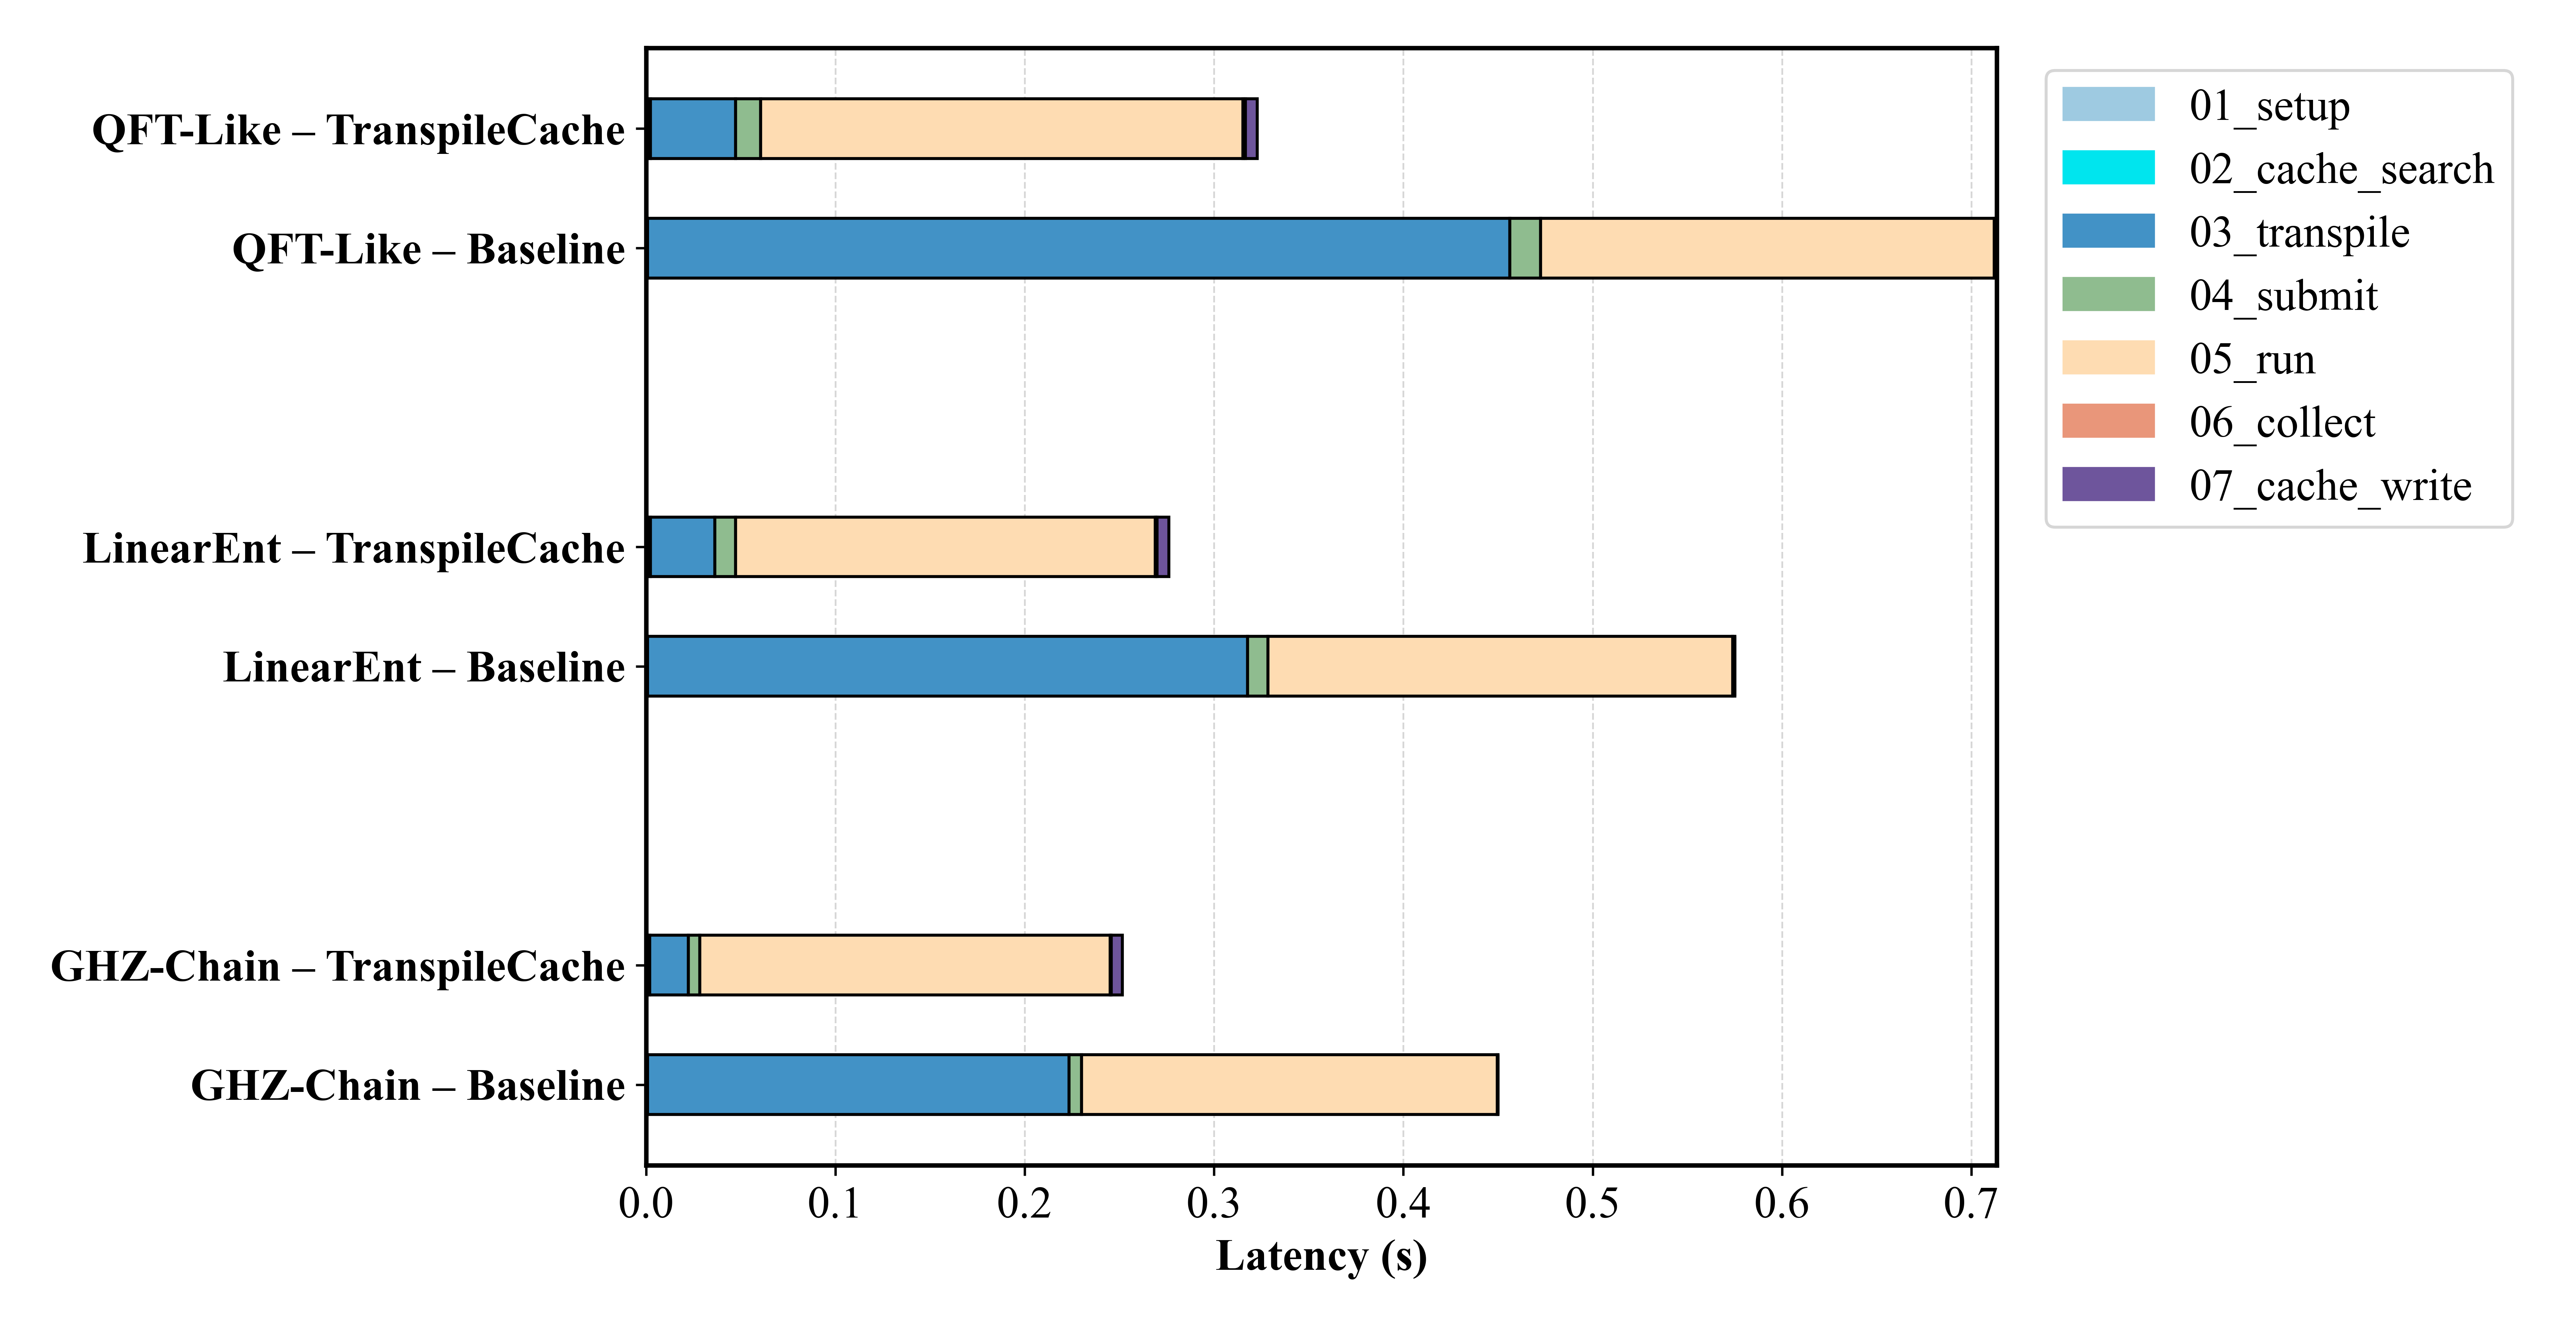 QFT-Like – TranspileCache
QFT-Like – Baseline
LinearEnt – TranspileCache
LinearEnt – Baseline
GHZ-Chain – TranspileCache
GHZ-Chain – Baseline
0.0 0.1 0.2 0.3 0.4 0.5 0.6 0.7
Latency (s)
01_setup
02_cache_search
03_transpile
04_submit
05_run
06_collect
07_cache_write